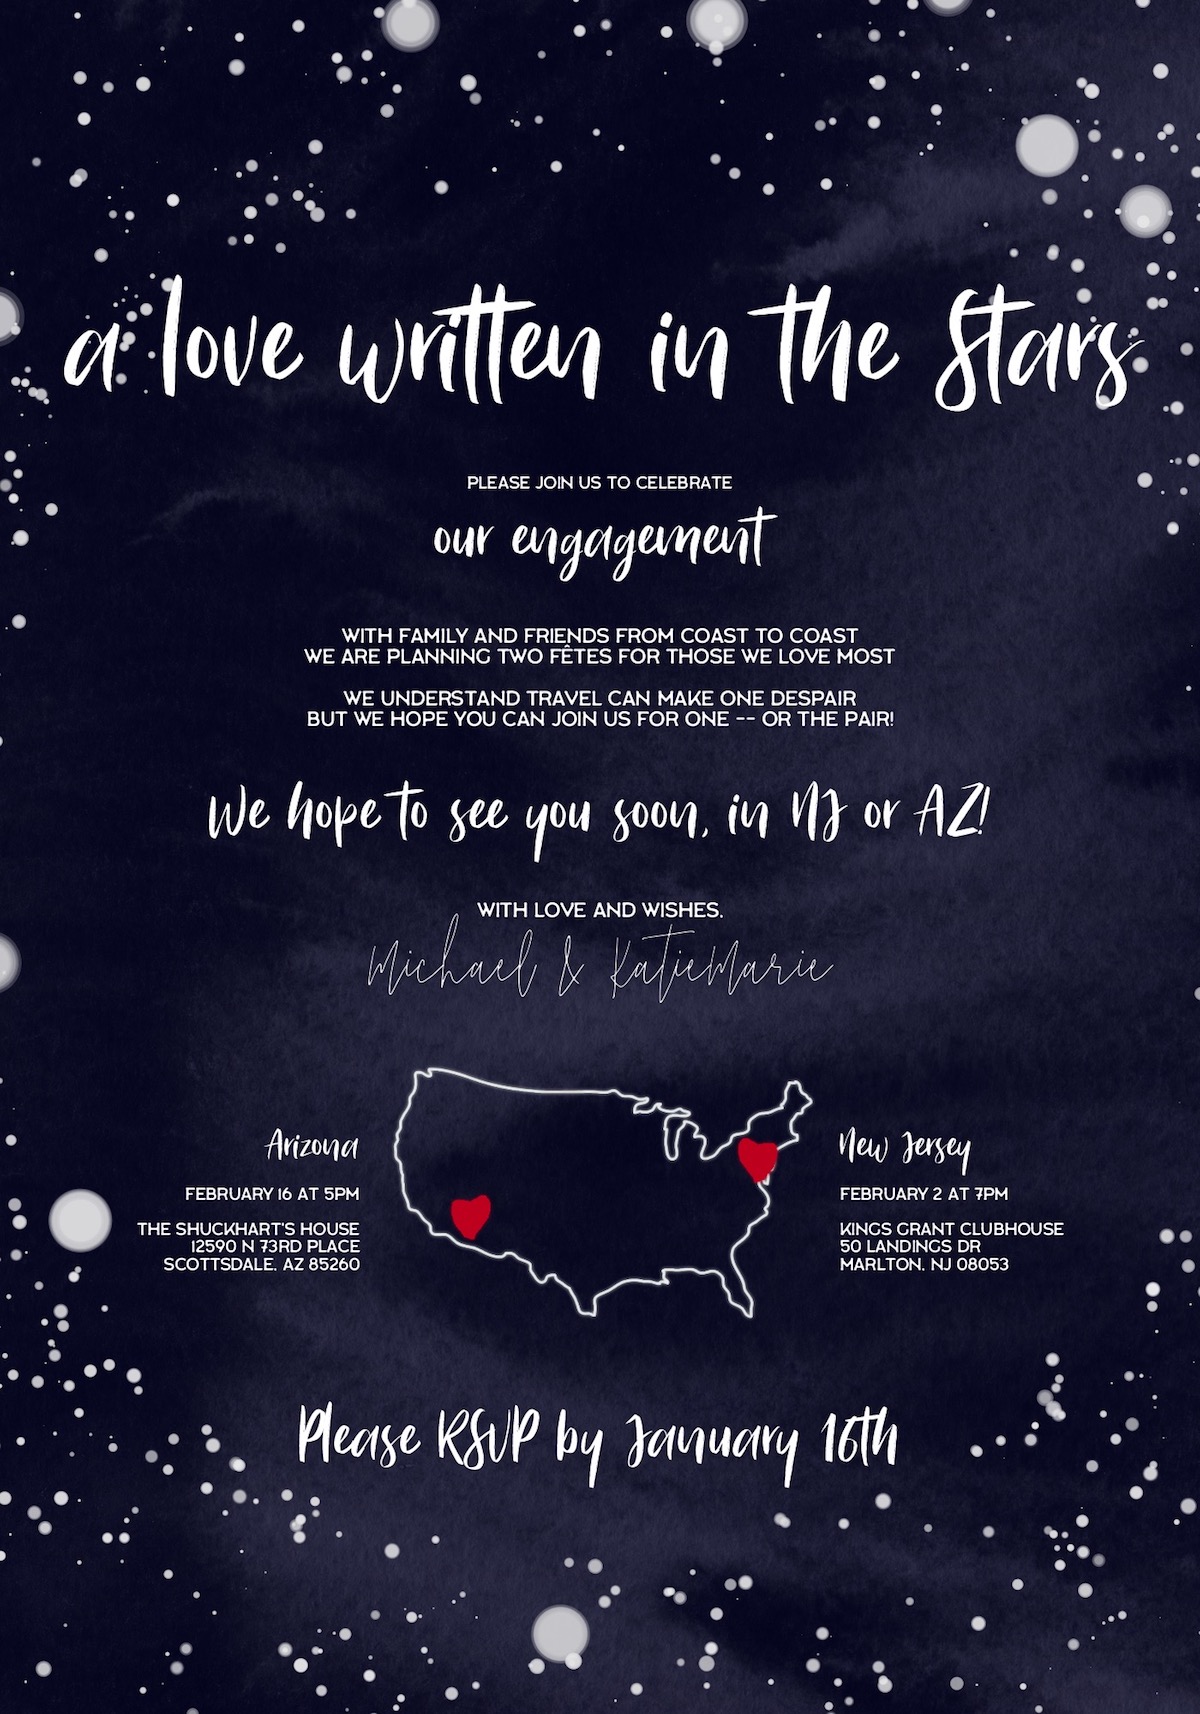 a love written in the Stars
PLEASE JOIN US TO CELEBRATE
our engagement
WITH FAMILY AND FRIENDS FROM COAST TO COAST
WE ARE PLANNING TWO FÊTES FOR THOSE WE LOVE MOST
WE UNDERSTAND TRAVEL CAN MAKE ONE DESPAIR
BUT WE HOPE YOU CAN JOIN US FOR ONE -- OR THE PAIR!
We hope to see you soon, in NJ or AZ!
WITH LOVE AND WISHES,
Michael & KatieMarie
Arizona
FEBRUARY 16 AT 5PM
THE SHUCKHART'S HOUSE
12590 N 73RD PLACE
SCOTTSDALE, AZ 85260
New Jersey
FEBRUARY 2 AT 7PM
KINGS GRANT CLUBHOUSE
50 LANDINGS DR
MARLTON, NJ 08053
Please RSVP by January 16th